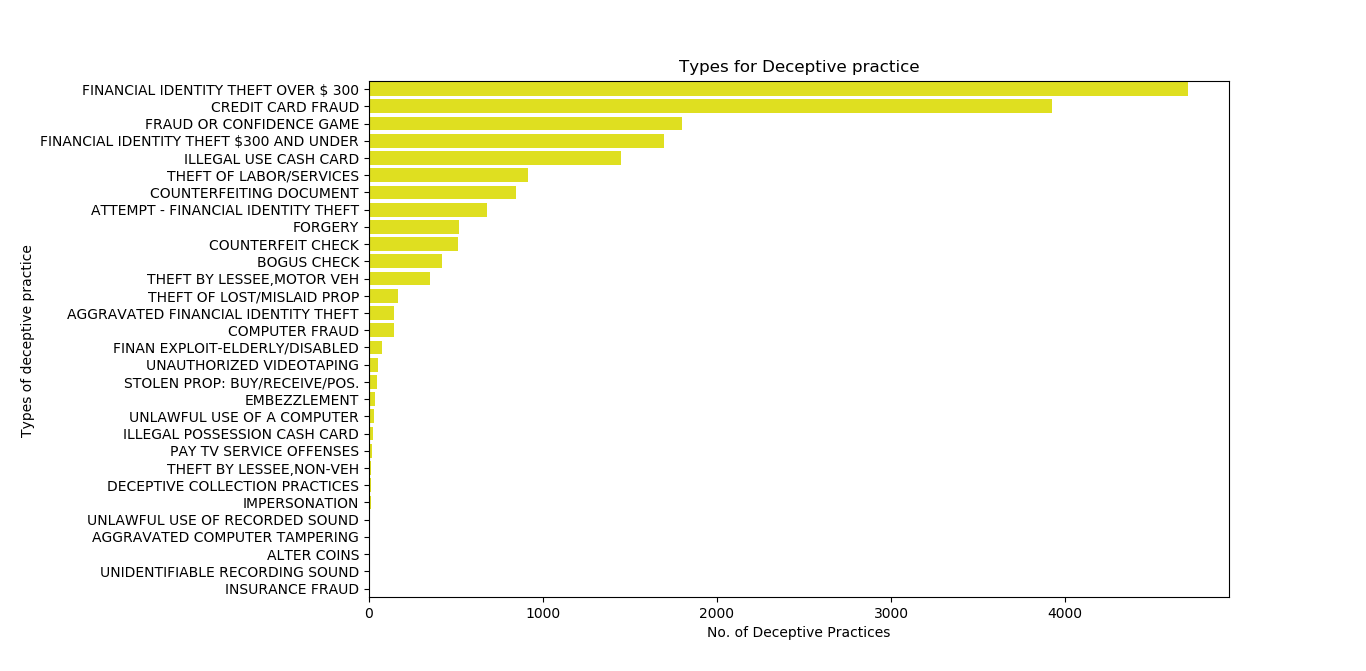 Types for Deceptive practice
FINANCIAL IDENTITY THEFT OVER $ 300
CREDIT CARD FRAUD
FRAUD OR CONFIDENCE GAME
FINANCIAL IDENTITY THEFT $300 AND UNDER
ILLEGAL USE CASH CARD
THEFT OF LABOR/SERVICES
COUNTERFEITING DOCUMENT
ATTEMPT - FINANCIAL IDENTITY THEFT
FORGERY
COUNTERFEIT CHECK
BOGUS CHECK
THEFT BY LESSEE,MOTOR VEH
THEFT OF LOST/MISLAID PROP
AGGRAVATED FINANCIAL IDENTITY THEFT
COMPUTER FRAUD
FINAN EXPLOIT-ELDERLY/DISABLED
UNAUTHORIZED VIDEOTAPING
STOLEN PROP: BUY/RECEIVE/POS.
EMBEZZLEMENT
UNLAWFUL USE OF A COMPUTER
ILLEGAL POSSESSION CASH CARD
PAY TV SERVICE OFFENSES
THEFT BY LESSEE,NON-VEH
DECEPTIVE COLLECTION PRACTICES
IMPERSONATION
UNLAWFUL USE OF RECORDED SOUND
AGGRAVATED COMPUTER TAMPERING
ALTER COINS
UNIDENTIFIABLE RECORDING SOUND
INSURANCE FRAUD
Types of deceptive practice
0 1000 2000 3000 4000
No. of Deceptive Practices